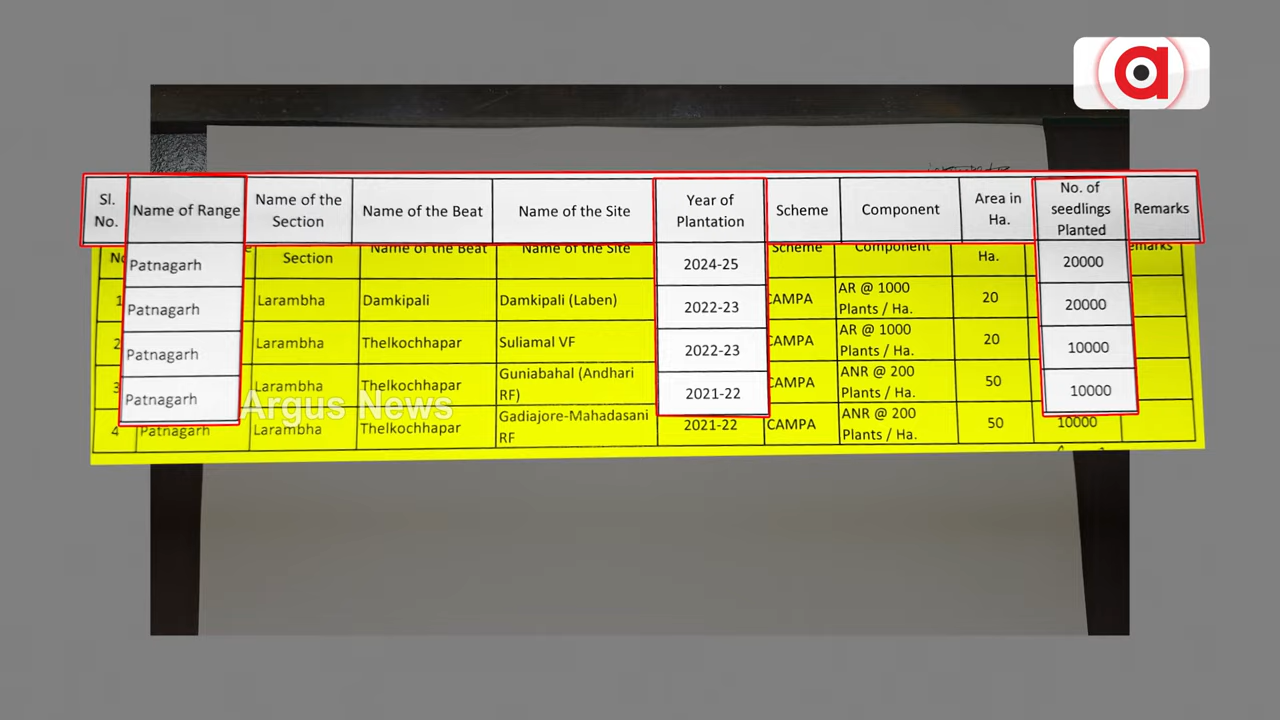 a
Sl. No. Name of Range Name of the Section Name of the Beat Name of the Site Year of Plantation Scheme Component Area in Ha. No. of seedlings Planted Remarks
Section Name of the Beat Name of the Site Scheme Component Ha.
Patnagarh 2024-25 20000
1 Patnagarh Larambha Damkipali Damkipali (Laben) 2022-23 CAMPA AR @ 1000 Plants / Ha. 20 20000
2 Patnagarh Larambha Thelkochhapar Suliamal VF 2022-23 CAMPA AR @ 1000 Plants / Ha. 20 10000
3 Patnagarh Larambha Thelkochhapar Guniabahal (Andhari RF) 2021-22 CAMPA ANR @ 200 Plants / Ha. 50 10000
4 Patnagarh Larambha Thelkochhapar Gadiajore-Mahadasani RF 2021-22 CAMPA ANR @ 200 Plants / Ha. 50 10000
Argus News